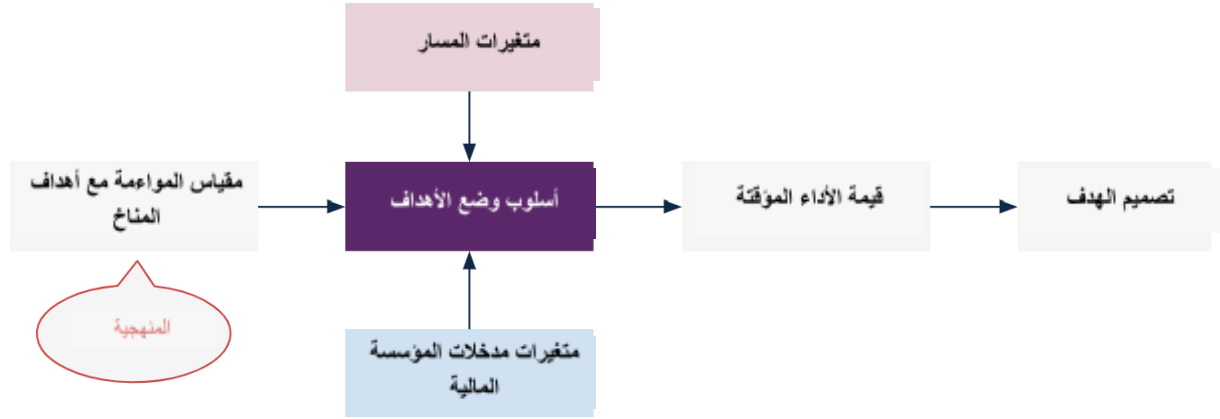 متغيرات المسار
مقياس المواءمة مع أهداف
المناخ
أسلوب وضع الأهداف
قيمة الأداء المؤقتة
تصميم الهدف
المنهجية
متغيرات مدخلات المؤسسة
المالية